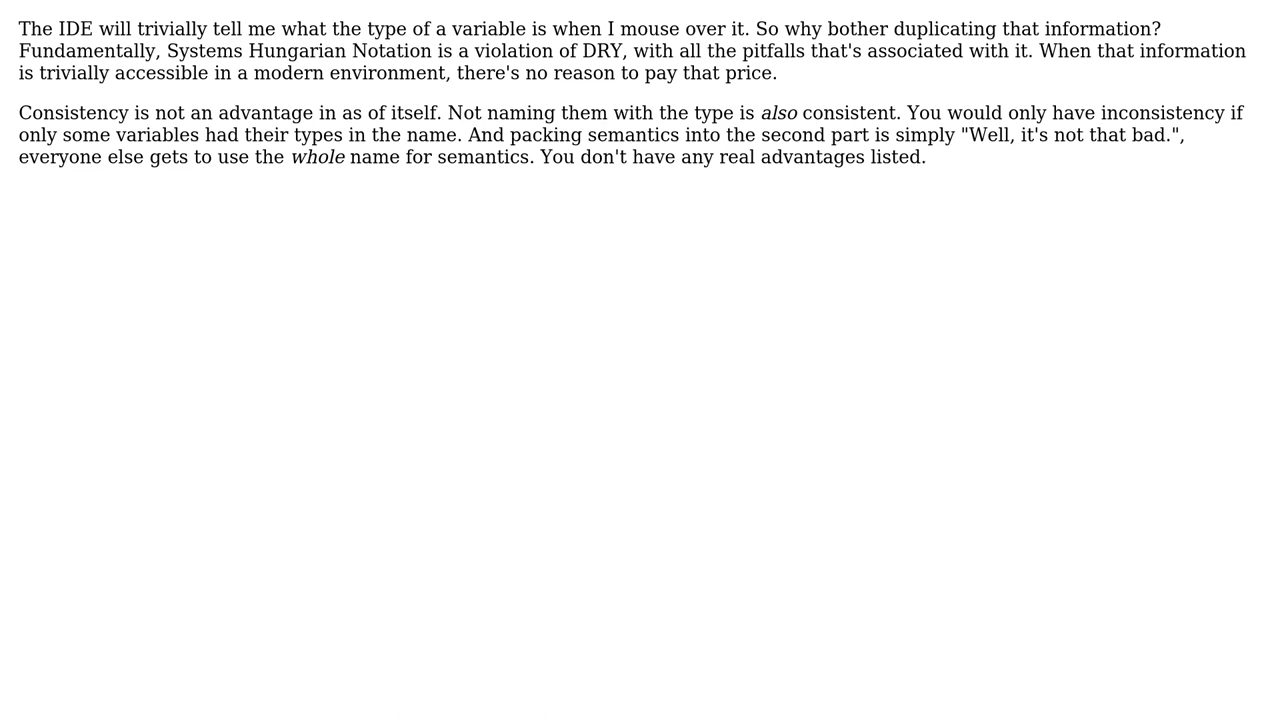 The IDE will trivially tell me what the type of a variable is when I mouse over it. So why bother duplicating that information?
Fundamentally, Systems Hungarian Notation is a violation of DRY, with all the pitfalls that's associated with it. When that information
is trivially accessible in a modern environment, there's no reason to pay that price.
Consistency is not an advantage in as of itself. Not naming them with the type is also consistent. You would only have inconsistency if
only some variables had their types in the name. And packing semantics into the second part is simply "Well, it's not that bad.",
everyone else gets to use the whole name for semantics. You don't have any real advantages listed.